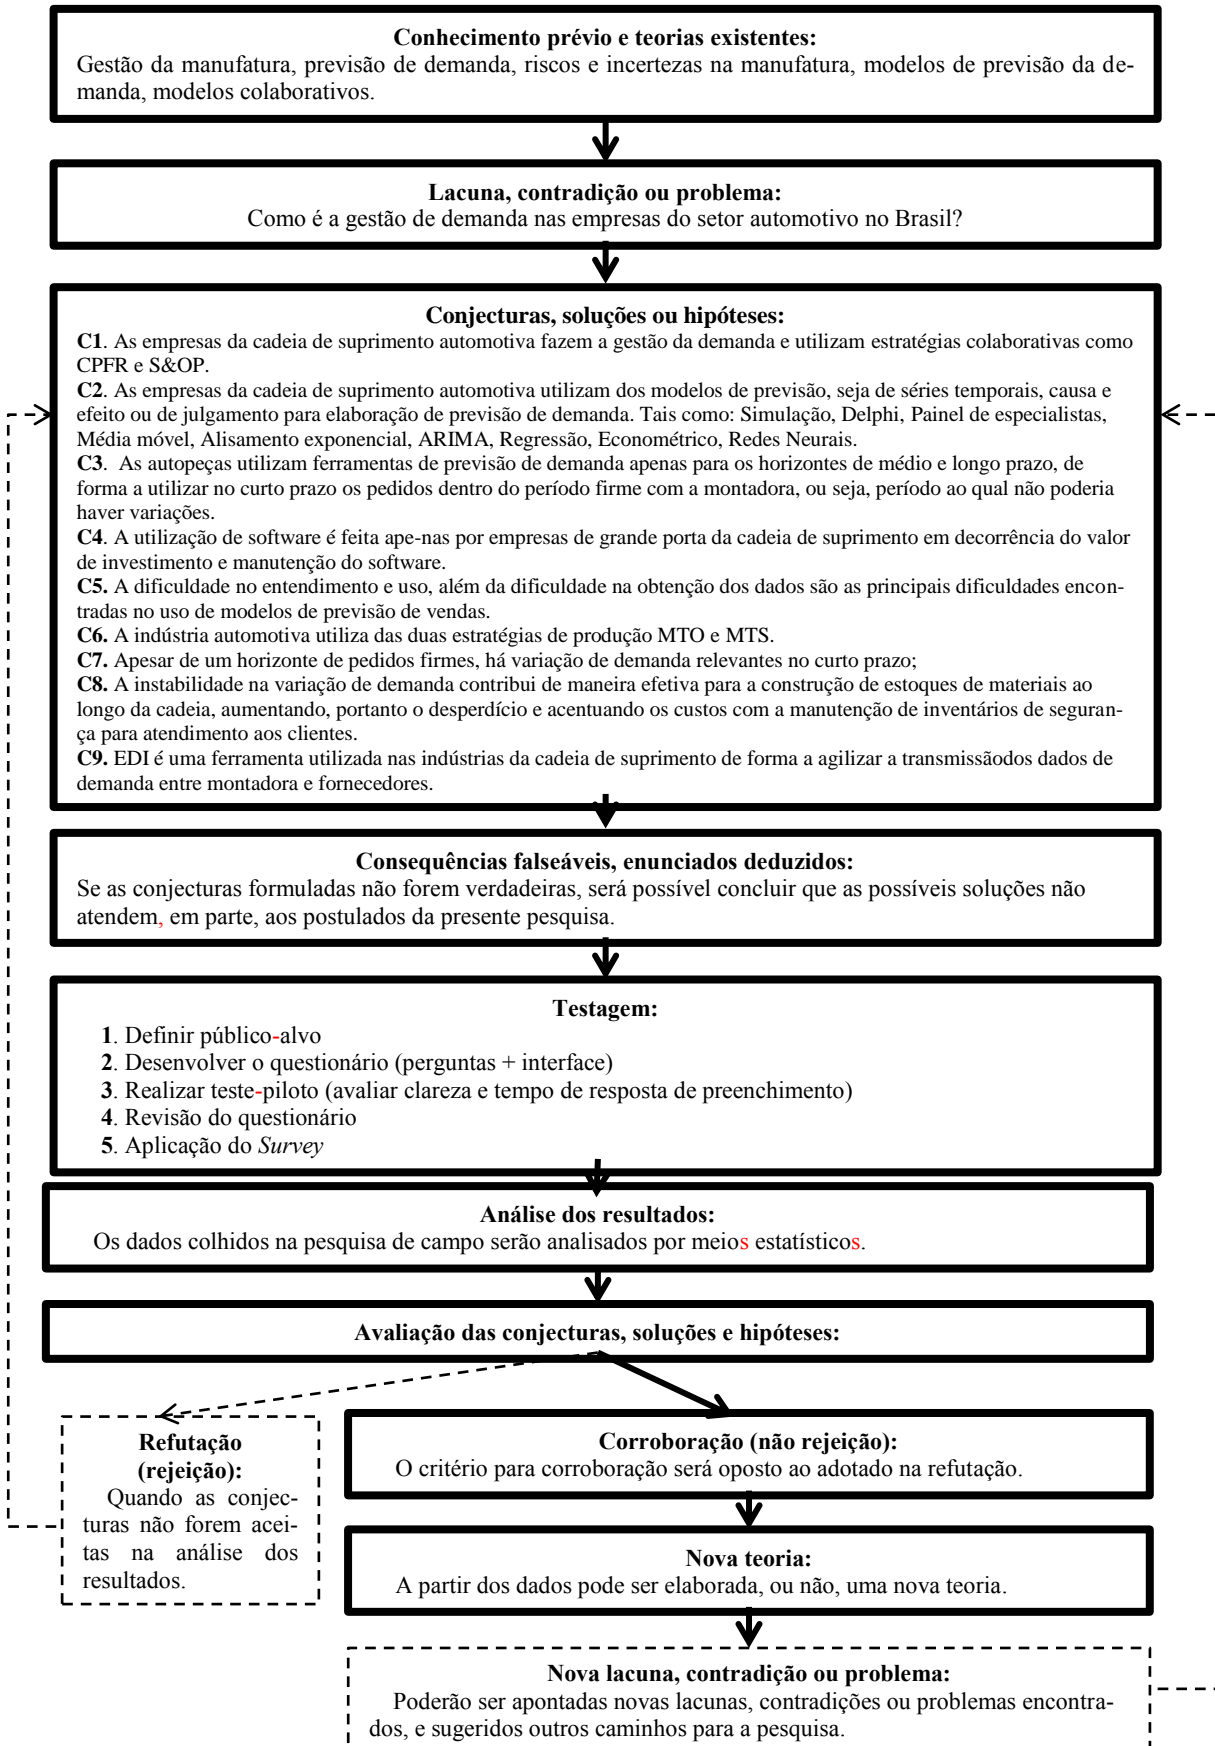 Conhecimento prévio e teorias existentes:
Gestão da manufatura, previsão de demanda, riscos e incertezas na manufatura, modelos de previsão da de-
manda, modelos colaborativos.
Lacuna, contradição ou problema:
Como é a gestão de demanda nas empresas do setor automotivo no Brasil?
Conjecturas, soluções ou hipóteses:
C1. As empresas da cadeia de suprimento automotiva fazem a gestão da demanda e utilizam estratégias colaborativas como
CPFR e S&OP.
C2. As empresas da cadeia de suprimento automotiva utilizam dos modelos de previsão, seja de séries temporais, causa e
efeito ou de julgamento para elaboração de previsão de demanda. Tais como: Simulação, Delphi, Painel de especialistas,
Média móvel, Alisamento exponencial, ARIMA, Regressão, Econométrico, Redes Neurais.
C3. As autopeças utilizam ferramentas de previsão de demanda apenas para os horizontes de médio e longo prazo, de
forma a utilizar no curto prazo os pedidos dentro do período firme com a montadora, ou seja, período ao qual não poderia
haver variações.
C4. A utilização de software é feita ape-nas por empresas de grande porta da cadeia de suprimento em decorrência do valor
de investimento e manutenção do software.
C5. A dificuldade no entendimento e uso, além da dificuldade na obtenção dos dados são as principais dificuldades encon-
tradas no uso de modelos de previsão de vendas.
C6. A indústria automotiva utiliza das duas estratégias de produção MTO e MTS.
C7. Apesar de um horizonte de pedidos firmes, há variação de demanda relevantes no curto prazo;
C8. A instabilidade na variação de demanda contribui de maneira efetiva para a construção de estoques de materiais ao
longo da cadeia, aumentando, portanto o desperdício e acentuando os custos com a manutenção de inventários de seguran-
ça para atendimento aos clientes.
C9. EDI é uma ferramenta utilizada nas indústrias da cadeia de suprimento de forma a agilizar a transmissãodos dados de
demanda entre montadora e fornecedores.
Consequências falseáveis, enunciados deduzidos:
Se as conjecturas formuladas não forem verdadeiras, será possível concluir que as possíveis soluções não
atendem, em parte, aos postulados da presente pesquisa.
Testagem:
1. Definir público-alvo
2. Desenvolver o questionário (perguntas + interface)
3. Realizar teste-piloto (avaliar clareza e tempo de resposta de preenchimento)
4. Revisão do questionário
5. Aplicação do Survey
Análise dos resultados:
Os dados colhidos na pesquisa de campo serão analisados por meios estatísticos.
Avaliação das conjecturas, soluções e hipóteses:
Refutação
(rejeição):
Quando as conjec-
turas não forem acei-
tas na análise dos
resultados.
Corroboração (não rejeição):
O critério para corroboração será oposto ao adotado na refutação.
Nova teoria:
A partir dos dados pode ser elaborada, ou não, uma nova teoria.
Nova lacuna, contradição ou problema:
Poderão ser apontadas novas lacunas, contradições ou problemas encontra-
dos, e sugeridos outros caminhos para a pesquisa.